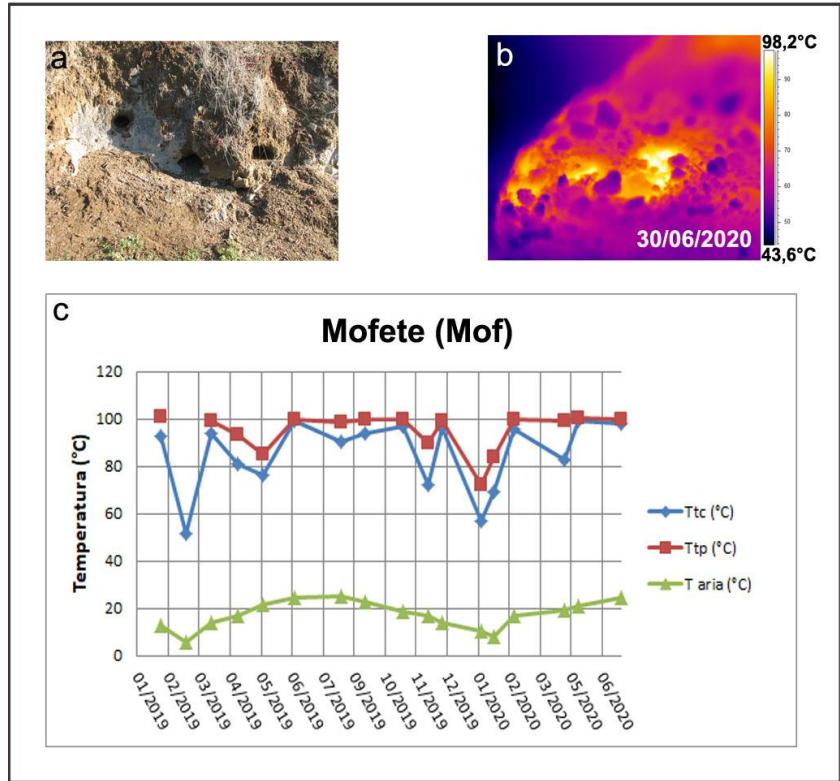 a
b
98,2°C
90
80
70
60
50
43,6°C
30/06/2020
c
Mofete (Mof)
Temperatura (°C)
120
100
80
60
40
20
0
01/2019
02/2019
03/2019
04/2019
05/2019
06/2019
07/2019
09/2019
10/2019
11/2019
12/2019
01/2020
02/2020
03/2020
05/2020
06/2020
Ttc (°C)
Ttp (°C)
T aria (°C)